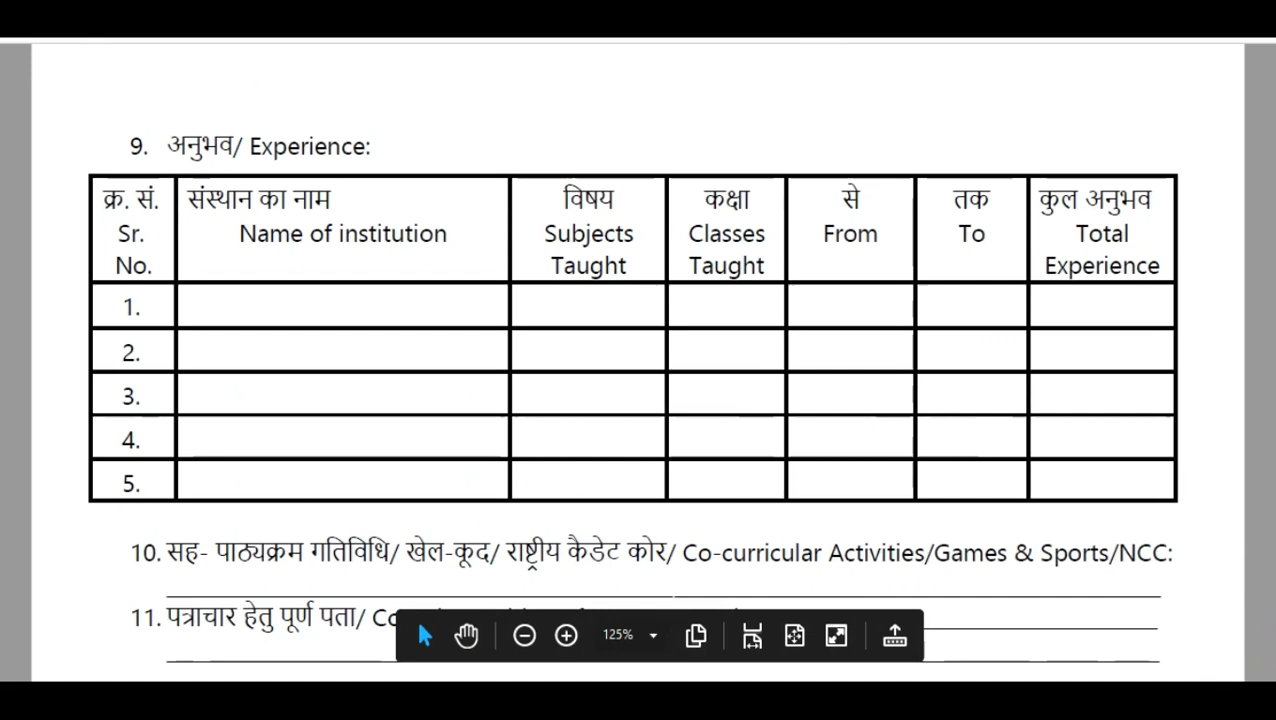 9. अनुभव/ Experience:
क्र. सं. संस्थान का नाम विषय कक्षा से तक कुल अनुभव
Sr. Name of institution Subjects Classes From To Total
No. Taught Taught Experience
1.
2.
3.
4.
5.
10. सह- पाठ्यक्रम गतिविधि/ खेल-कूद/ राष्ट्रीय कैडेट कोर/ Co-curricular Activities/Games & Sports/NCC:
11. पत्राचार हेतु पूर्ण पता/
125%